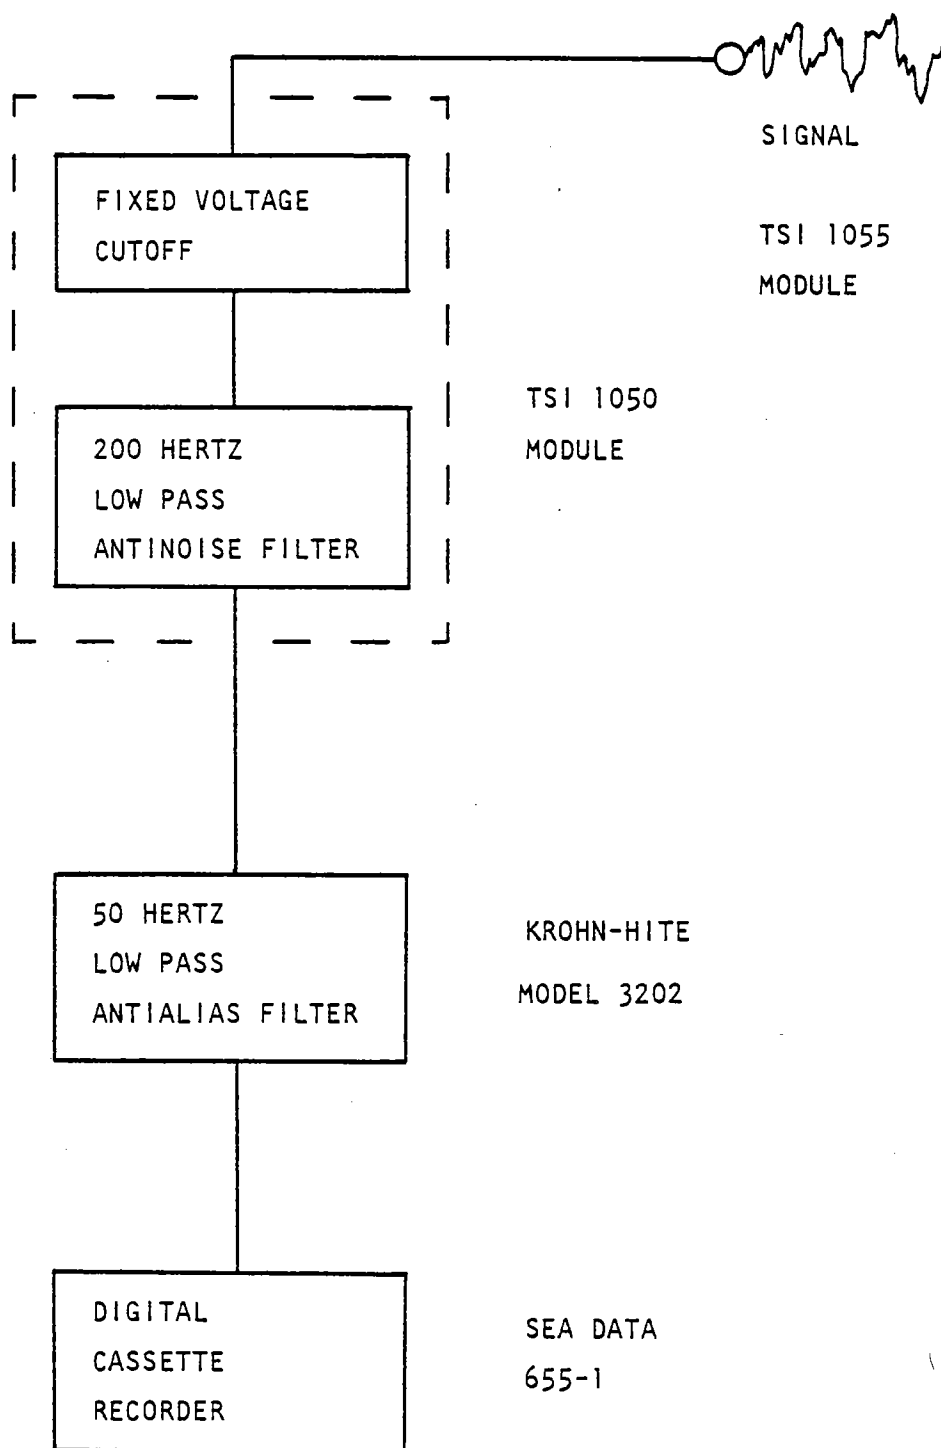 SIGNAL
TSI 1055
MODULE
FIXED VOLTAGE
CUTOFF
TSI 1050
MODULE
200 HERTZ
LOW PASS
ANTINOISE FILTER
50 HERTZ
LOW PASS
ANTIALIAS FILTER
KROHN-HITE
MODEL 3202
DIGITAL
CASSETTE
RECORDER
SEA DATA
655-1